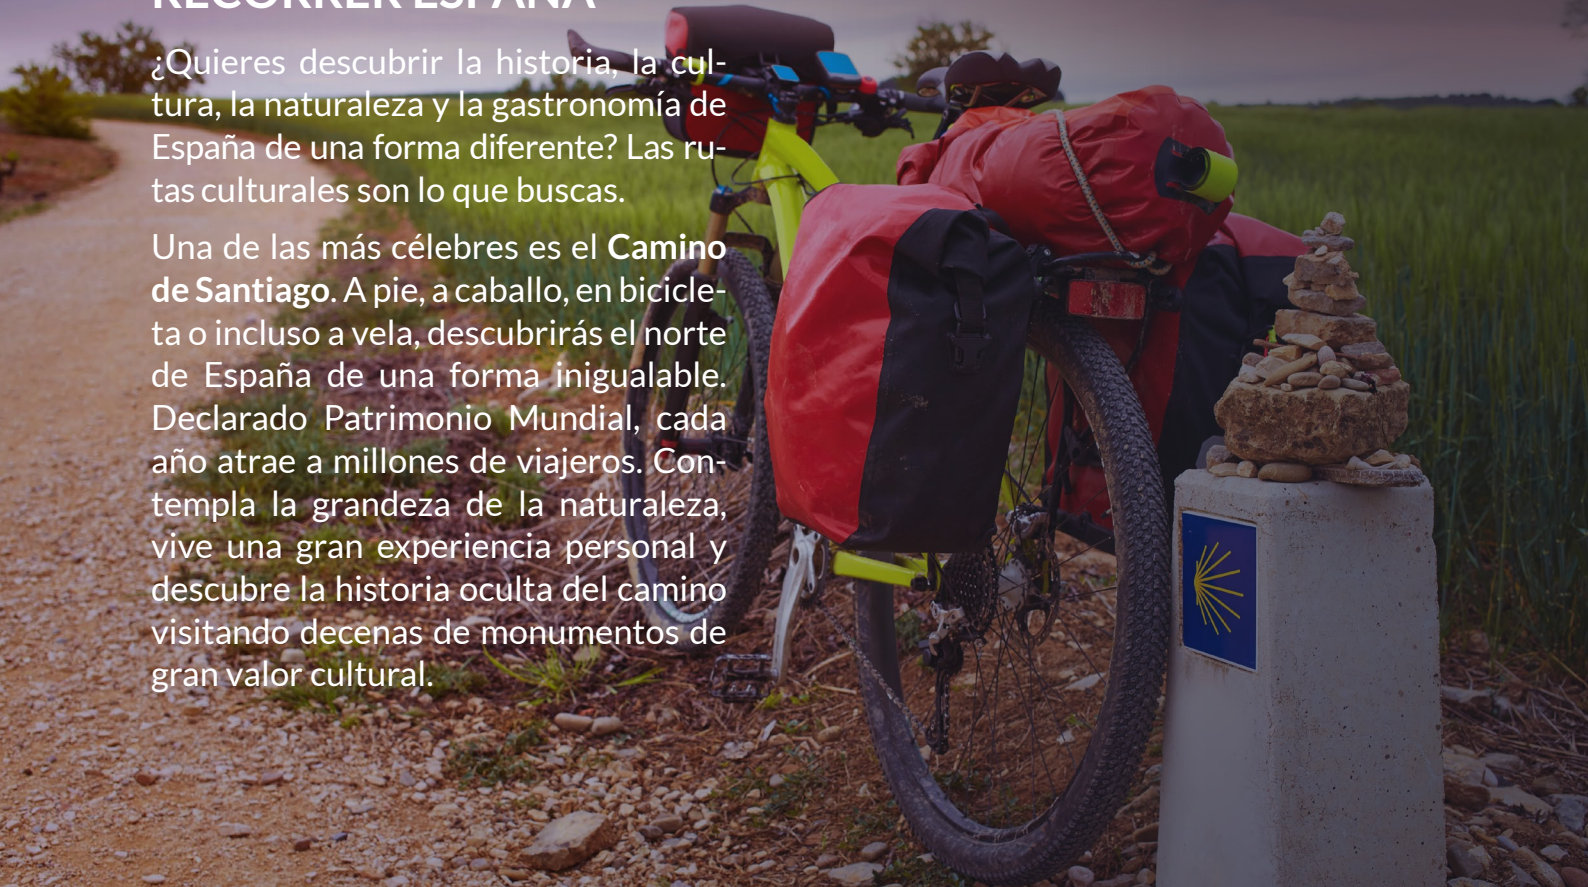 RECORRER ESPAÑA
¿Quieres descubrir la historia, la cul-
tura, la naturaleza y la gastronomía de
España de una forma diferente? Las ru-
tas culturales son lo que buscas.
Una de las más célebres es el Camino
de Santiago. A pie, a caballo, en bicicle-
ta o incluso a vela, descubrirás el norte
de España de una forma inigualable.
Declarado Patrimonio Mundial, cada
año atrae a millones de viajeros. Con-
templa la grandeza de la naturaleza,
vive una gran experiencia personal y
descubre la historia oculta del camino
visitando decenas de monumentos de
gran valor cultural.